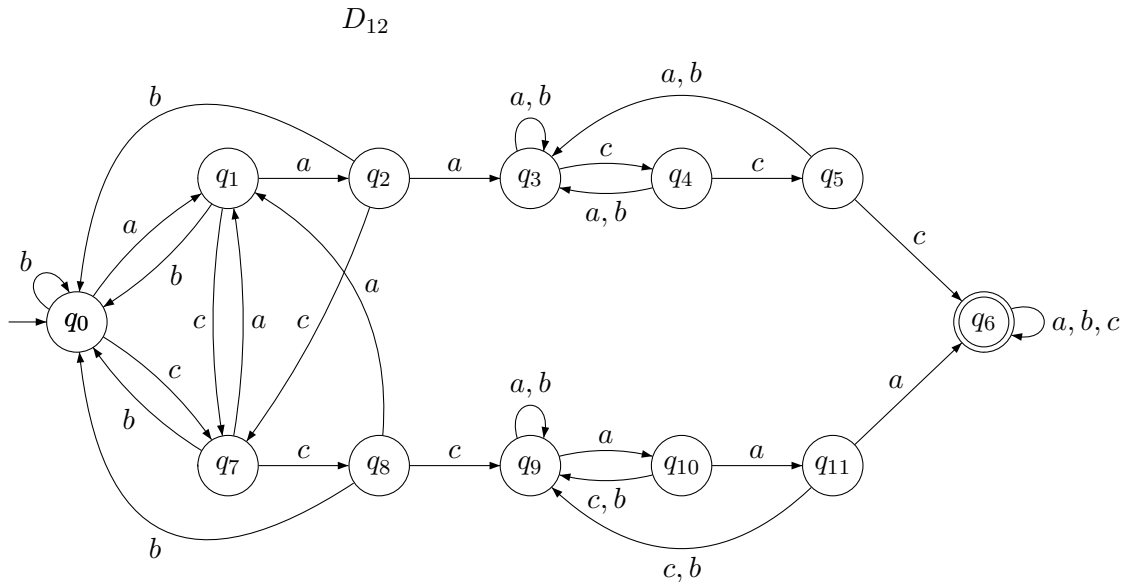 D₁₂
a, b
b
a, b
c
c
q₁
a
q₂
a
q₃
q₄
q₅
a, b
a
c
b
b
a
q₀
c
a
c
q₆
a, b, c
c
a
b
a, b
a
a
c
c
q₇
q₈
q₉
q₁₀
q₁₁
c, b
b
c, b